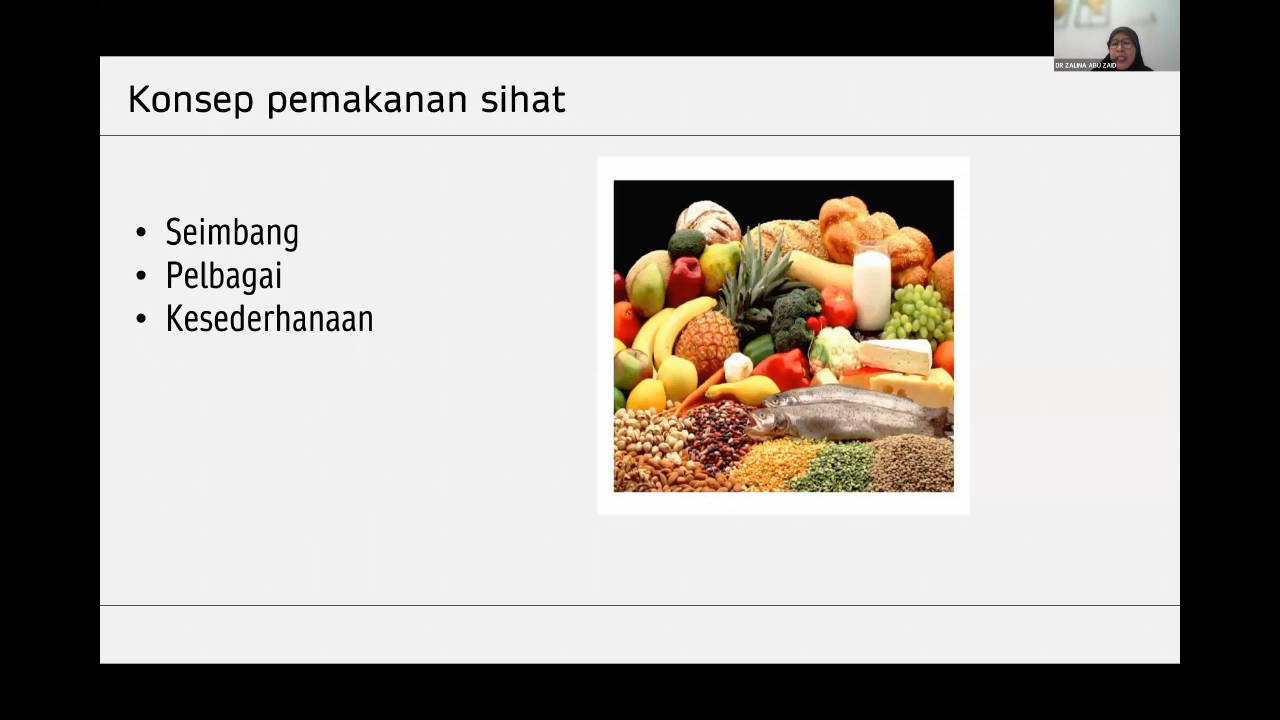 DR ZALINA ABU ZAID
Konsep pemakanan sihat
• Seimbang
• Pelbagai
• Kesederhanaan